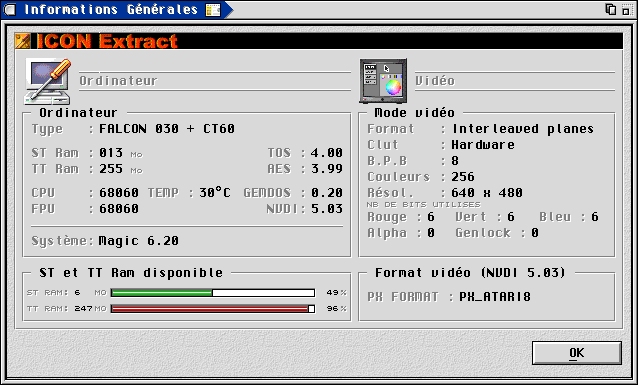 Informations Générales
ICON Extract
Ordinateur
Vidéo
Ordinateur
Type : FALCON 030 + CT60
ST Ram : 013 Mo TOS : 4.00
TT Ram : 255 Mo AES : 3.99
CPU : 68060 TEMP : 30°C GEMDOS : 0.20
FPU : 68060 NVDI : 5.03
Système: Magic 6.20
Mode vidéo
Format : Interleaved planes
Clut : Hardware
B.P.B : 8
Couleurs : 256
Résol. : 640 x 480
NB DE BITS UTILISES
Rouge : 6 Vert : 6 Bleu : 6
Alpha : 0 Genlock : 0
ST et TT Ram disponible
ST RAM: 6 MO 49 %
TT RAM: 247 MO 96 %
Format vidéo (NVDI 5.03)
PX FORMAT : PX_ATARI8
OK